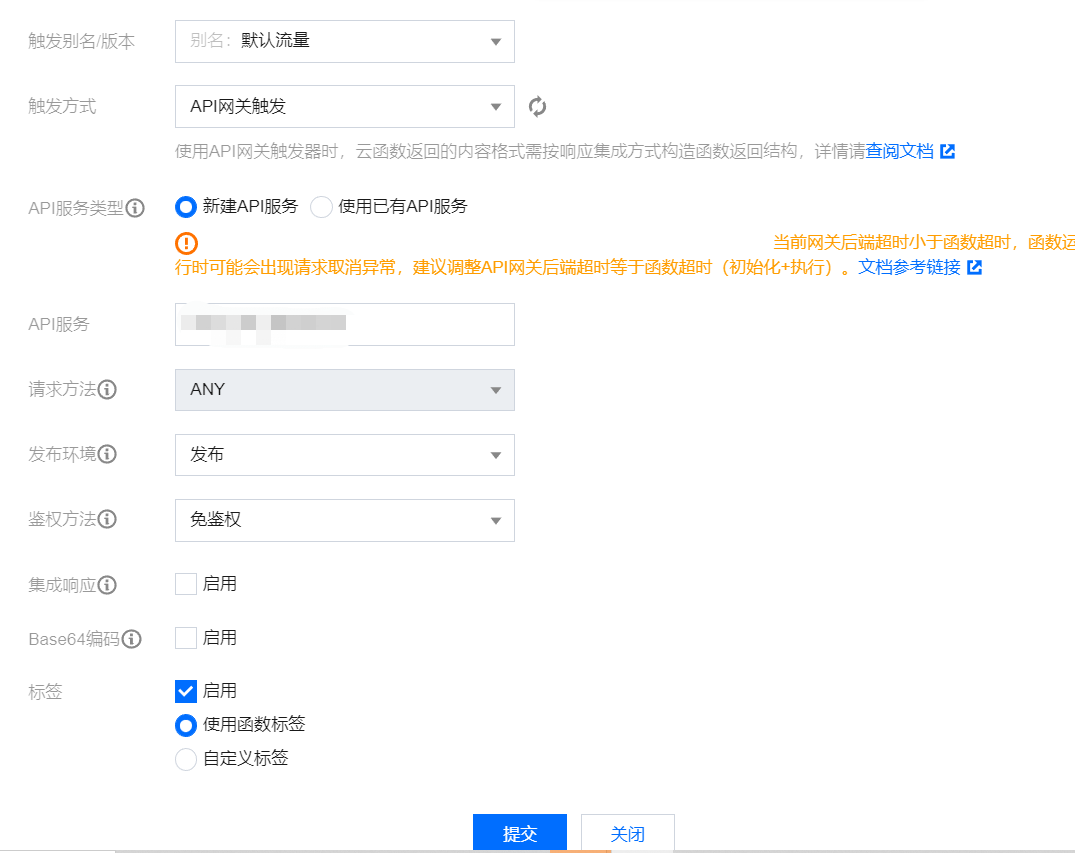 触发别名/版本
别名：默认流量
触发方式
API网关触发
使用API网关触发器时，云函数返回的内容格式需按响应集成方式构造函数返回结构，详情请查阅文档
API服务类型
新建API服务 使用已有API服务
当前网关后端超时小于函数超时，函数运
行时可能会出现请求取消异常，建议调整API网关后端超时等于函数超时（初始化+执行）。文档参考链接
API服务
请求方法
ANY
发布环境
发布
鉴权方法
免鉴权
集成响应
启用
Base64编码
启用
标签
启用
使用函数标签
自定义标签
提交 关闭